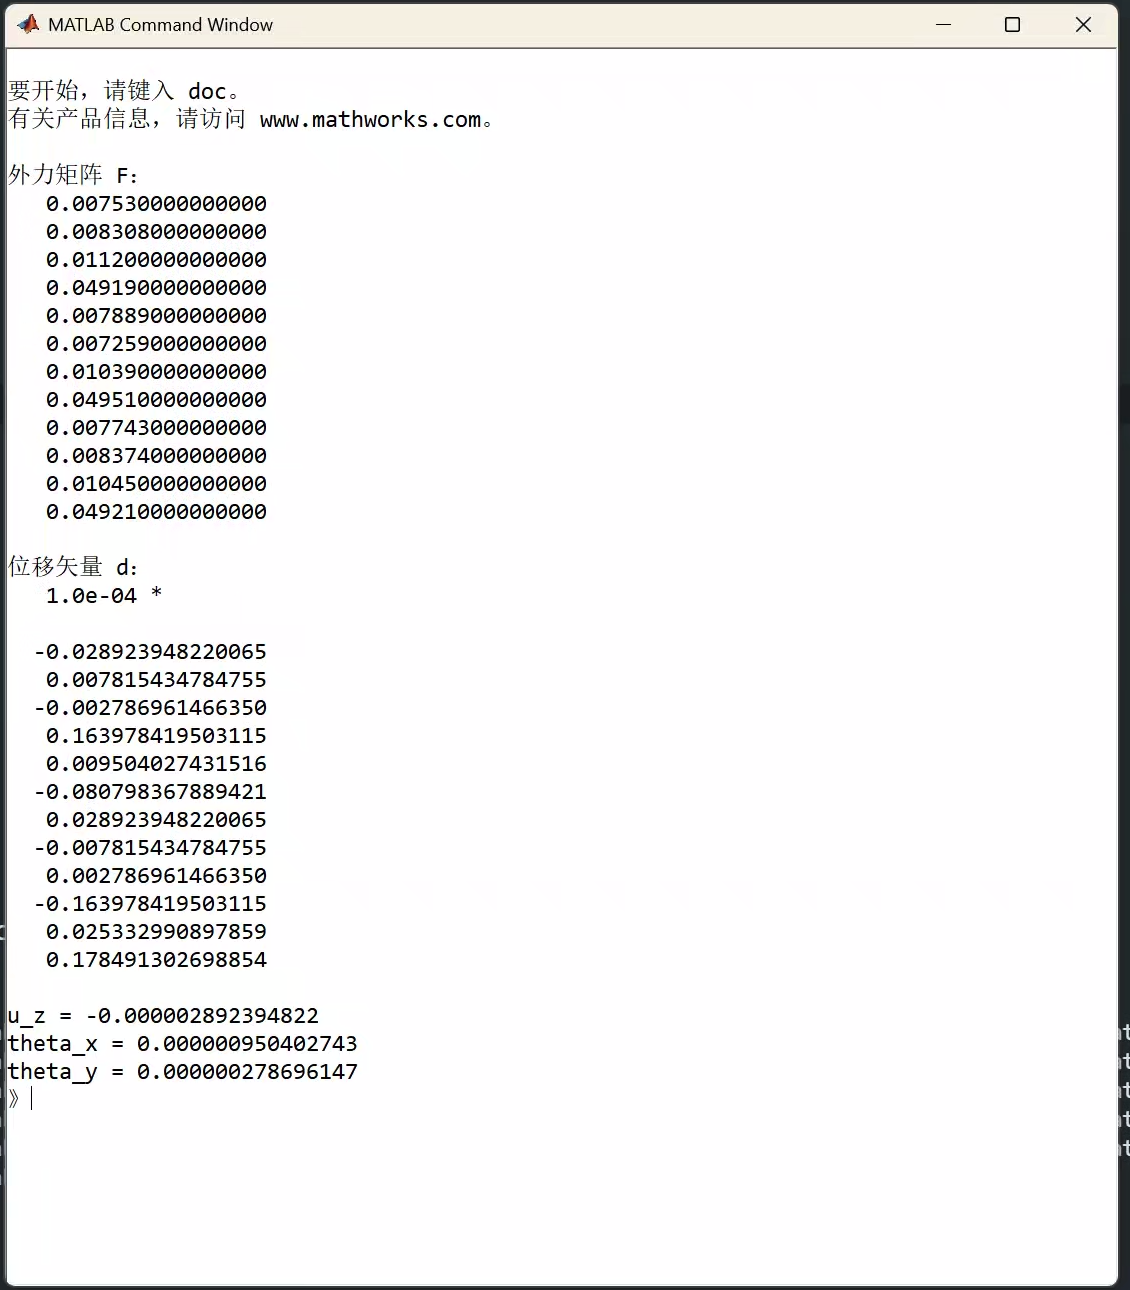 MATLAB Command Window
要开始，请键入 doc。
有关产品信息，请访问 www.mathworks.com。
外力矩阵 F：
0.007530000000000
0.008308000000000
0.011200000000000
0.049190000000000
0.007889000000000
0.007259000000000
0.010390000000000
0.049510000000000
0.007743000000000
0.008374000000000
0.010450000000000
0.049210000000000
位移矢量 d：
1.0e-04 *
-0.028923948220065
0.007815434784755
-0.002786961466350
0.163978419503115
0.009504027431516
-0.080798367889421
0.028923948220065
-0.007815434784755
0.002786961466350
-0.163978419503115
0.025332990897859
0.178491302698854
u_z = -0.000002892394822
theta_x = 0.000000950402743
theta_y = 0.000000278696147
》